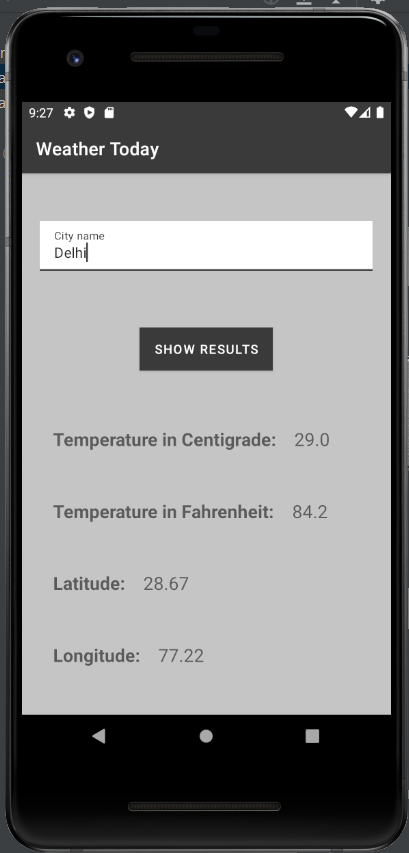 9:27
Weather Today
City name
Delhi
SHOW RESULTS
Temperature in Centigrade: 29.0
Temperature in Fahrenheit: 84.2
Latitude: 28.67
Longitude: 77.22